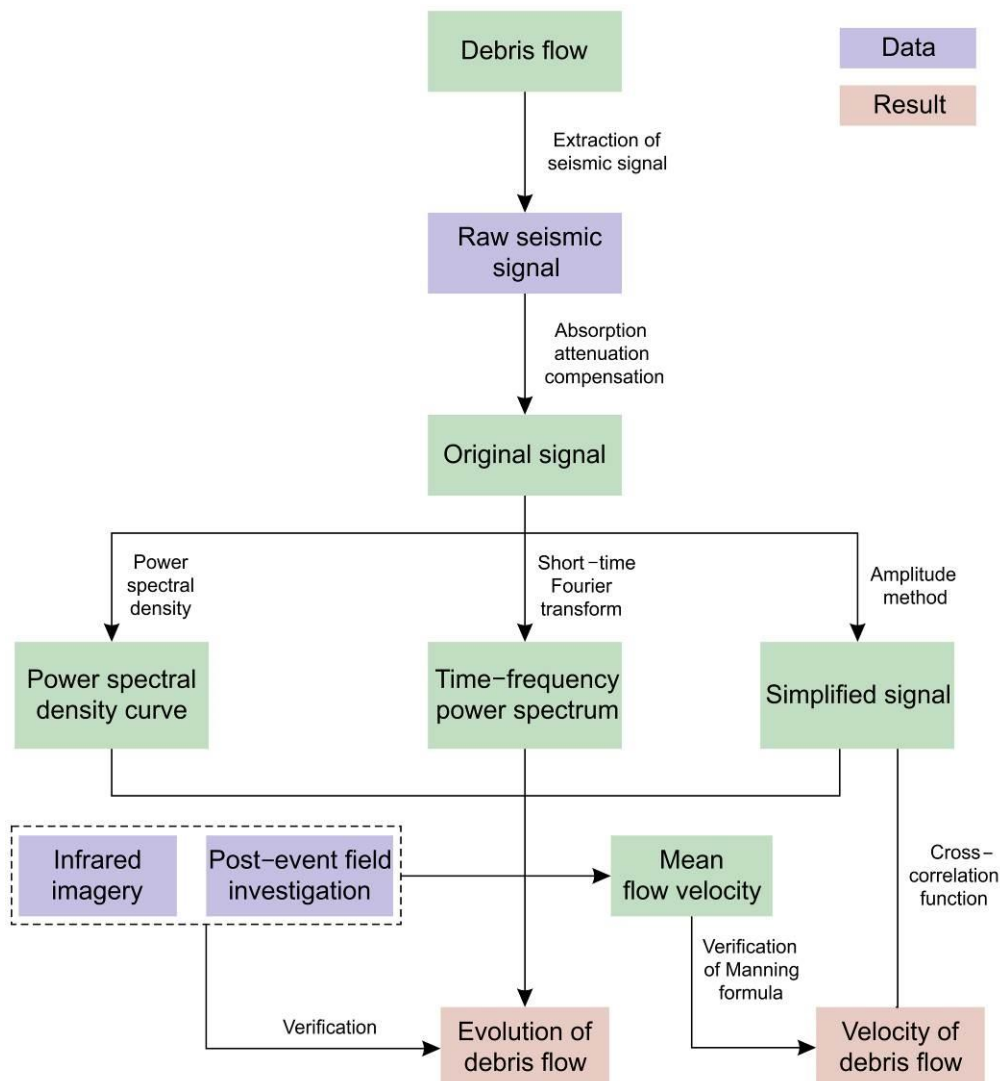 Debris flow
Data
Result
Extraction of
seismic signal
Raw seismic
signal
Absorption
attenuation
compensation
Original signal
Power
spectral
density
Short−time
Fourier
transform
Amplitude
method
Power spectral
density curve
Time−frequency
power spectrum
Simplified signal
Infrared
imagery
Post−event field
investigation
Mean
flow velocity
Cross−
correlation
function
Verification
of Manning
formula
Verification
Evolution of
debris flow
Velocity of
debris flow